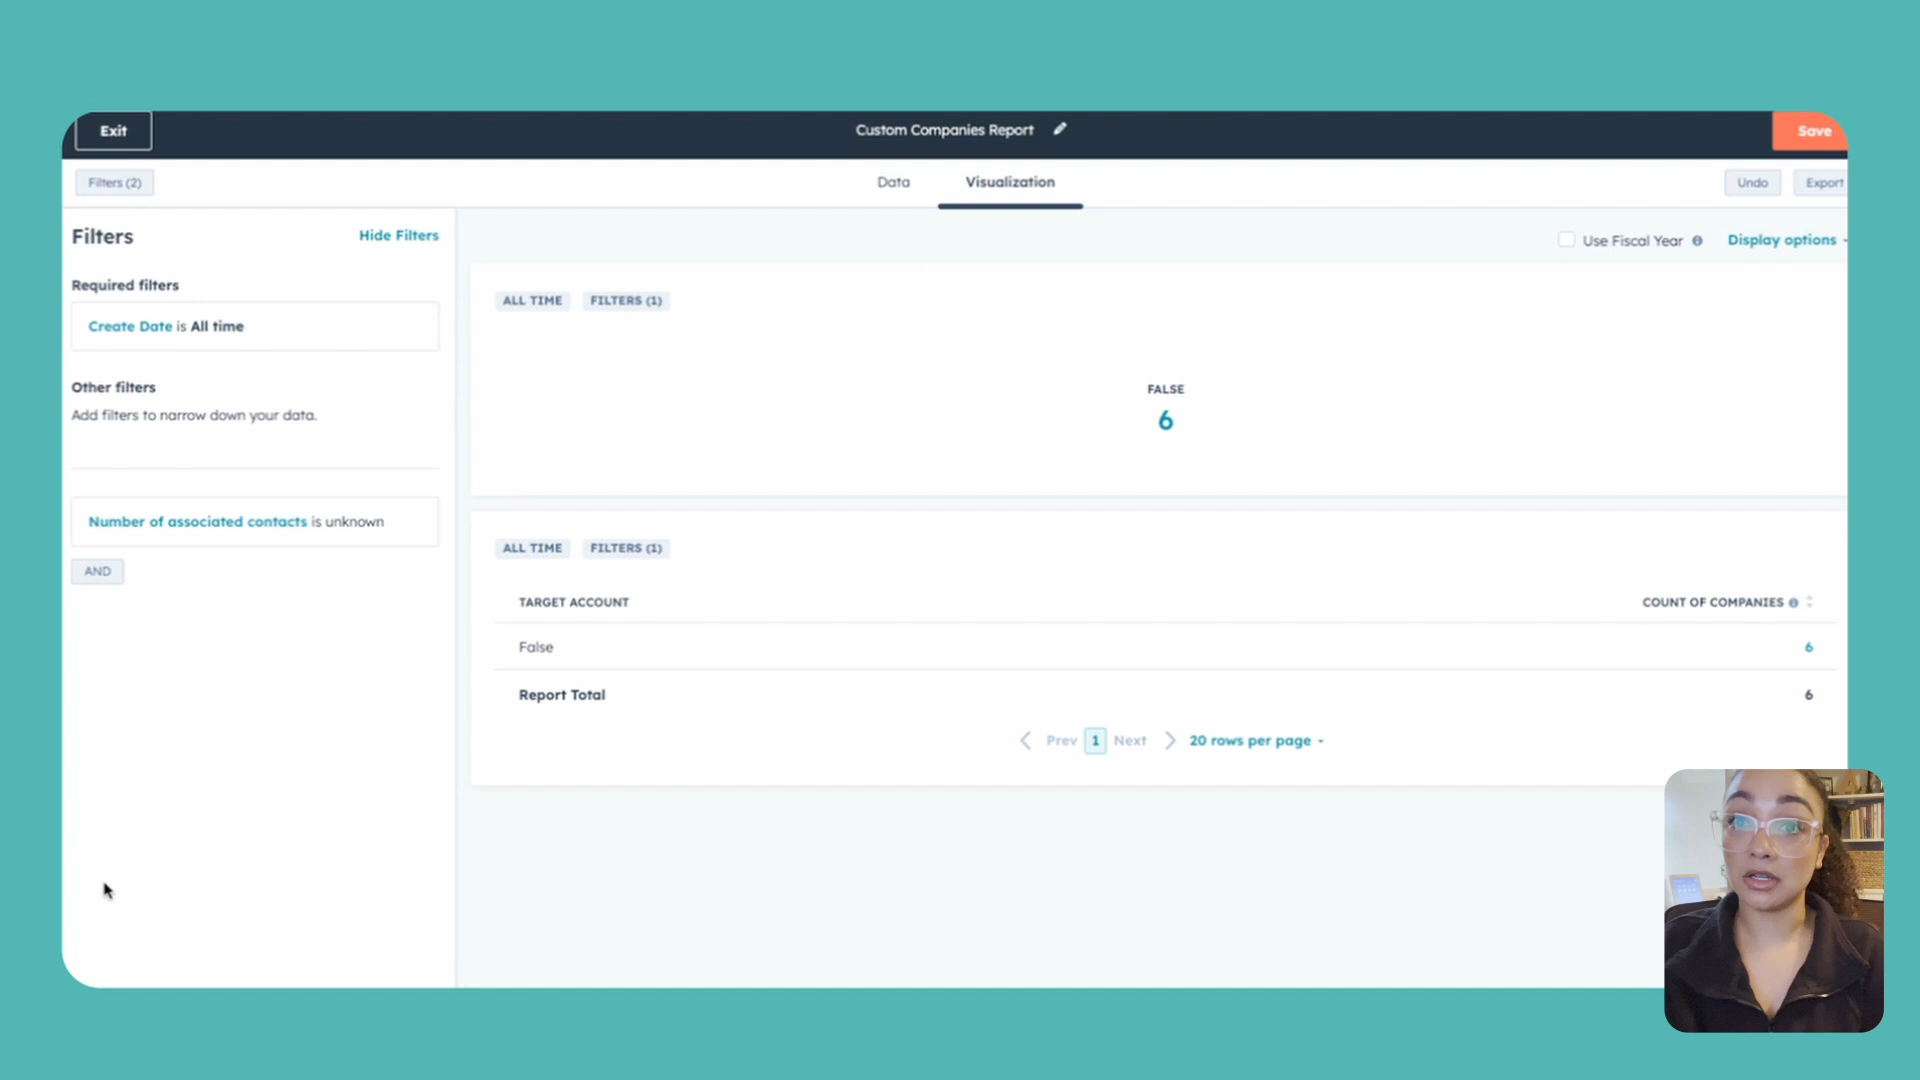 Exit
Custom Companies Report
Save
Filters (2)
Data
Visualization
Undo
Export
Filters
Hide Filters
Use Fiscal Year
Display options
Required filters
Create Date is All time
Other filters
Add filters to narrow down your data.
Number of associated contacts is unknown
AND
ALL TIME
FILTERS (1)
FALSE
6
ALL TIME
FILTERS (1)
TARGET ACCOUNT
COUNT OF COMPANIES
False
6
Report Total
6
Prev
1
Next
20 rows per page